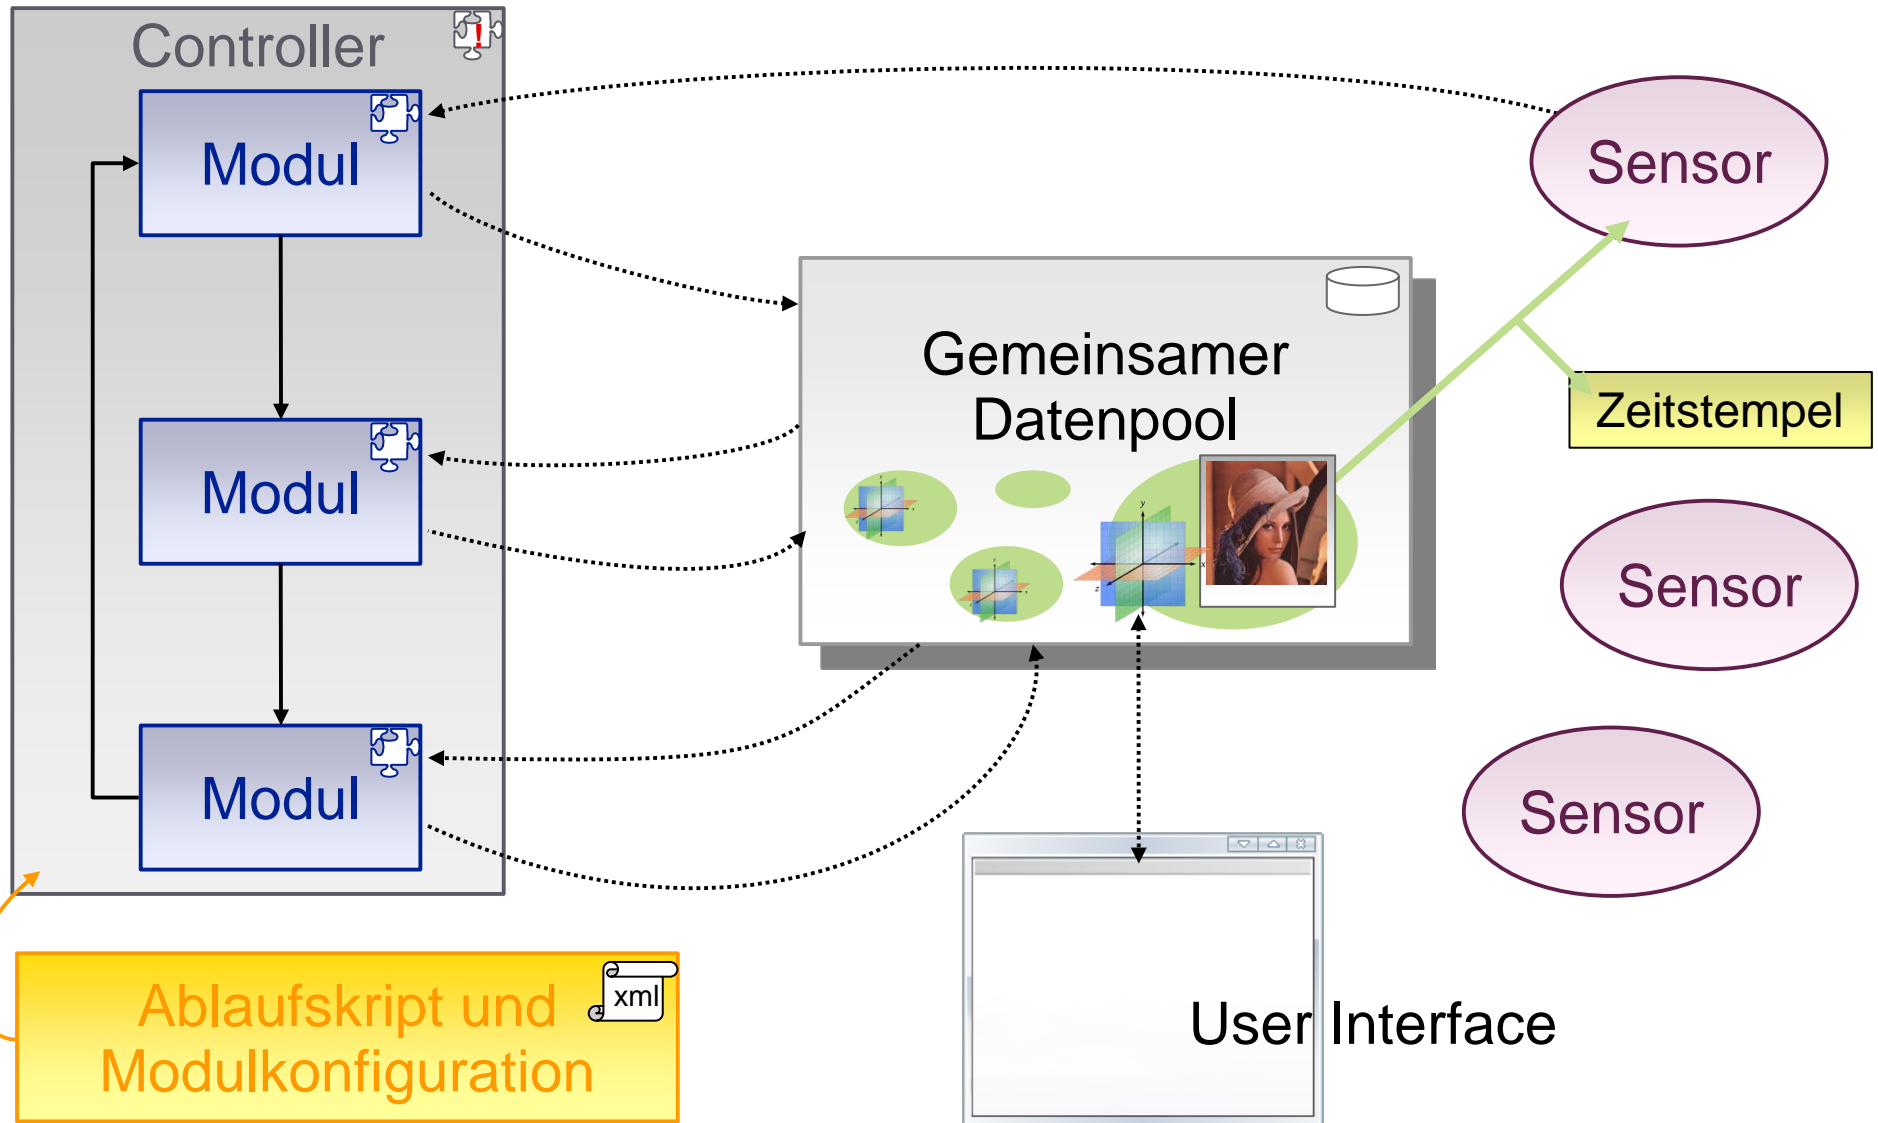 Controller
!
Modul
Sensor
Gemeinsamer
Datenpool
Zeitstempel
Modul
y
x
z
Sensor
Modul
Sensor
Ablaufskript und
Modulkonfiguration
xml
User Interface